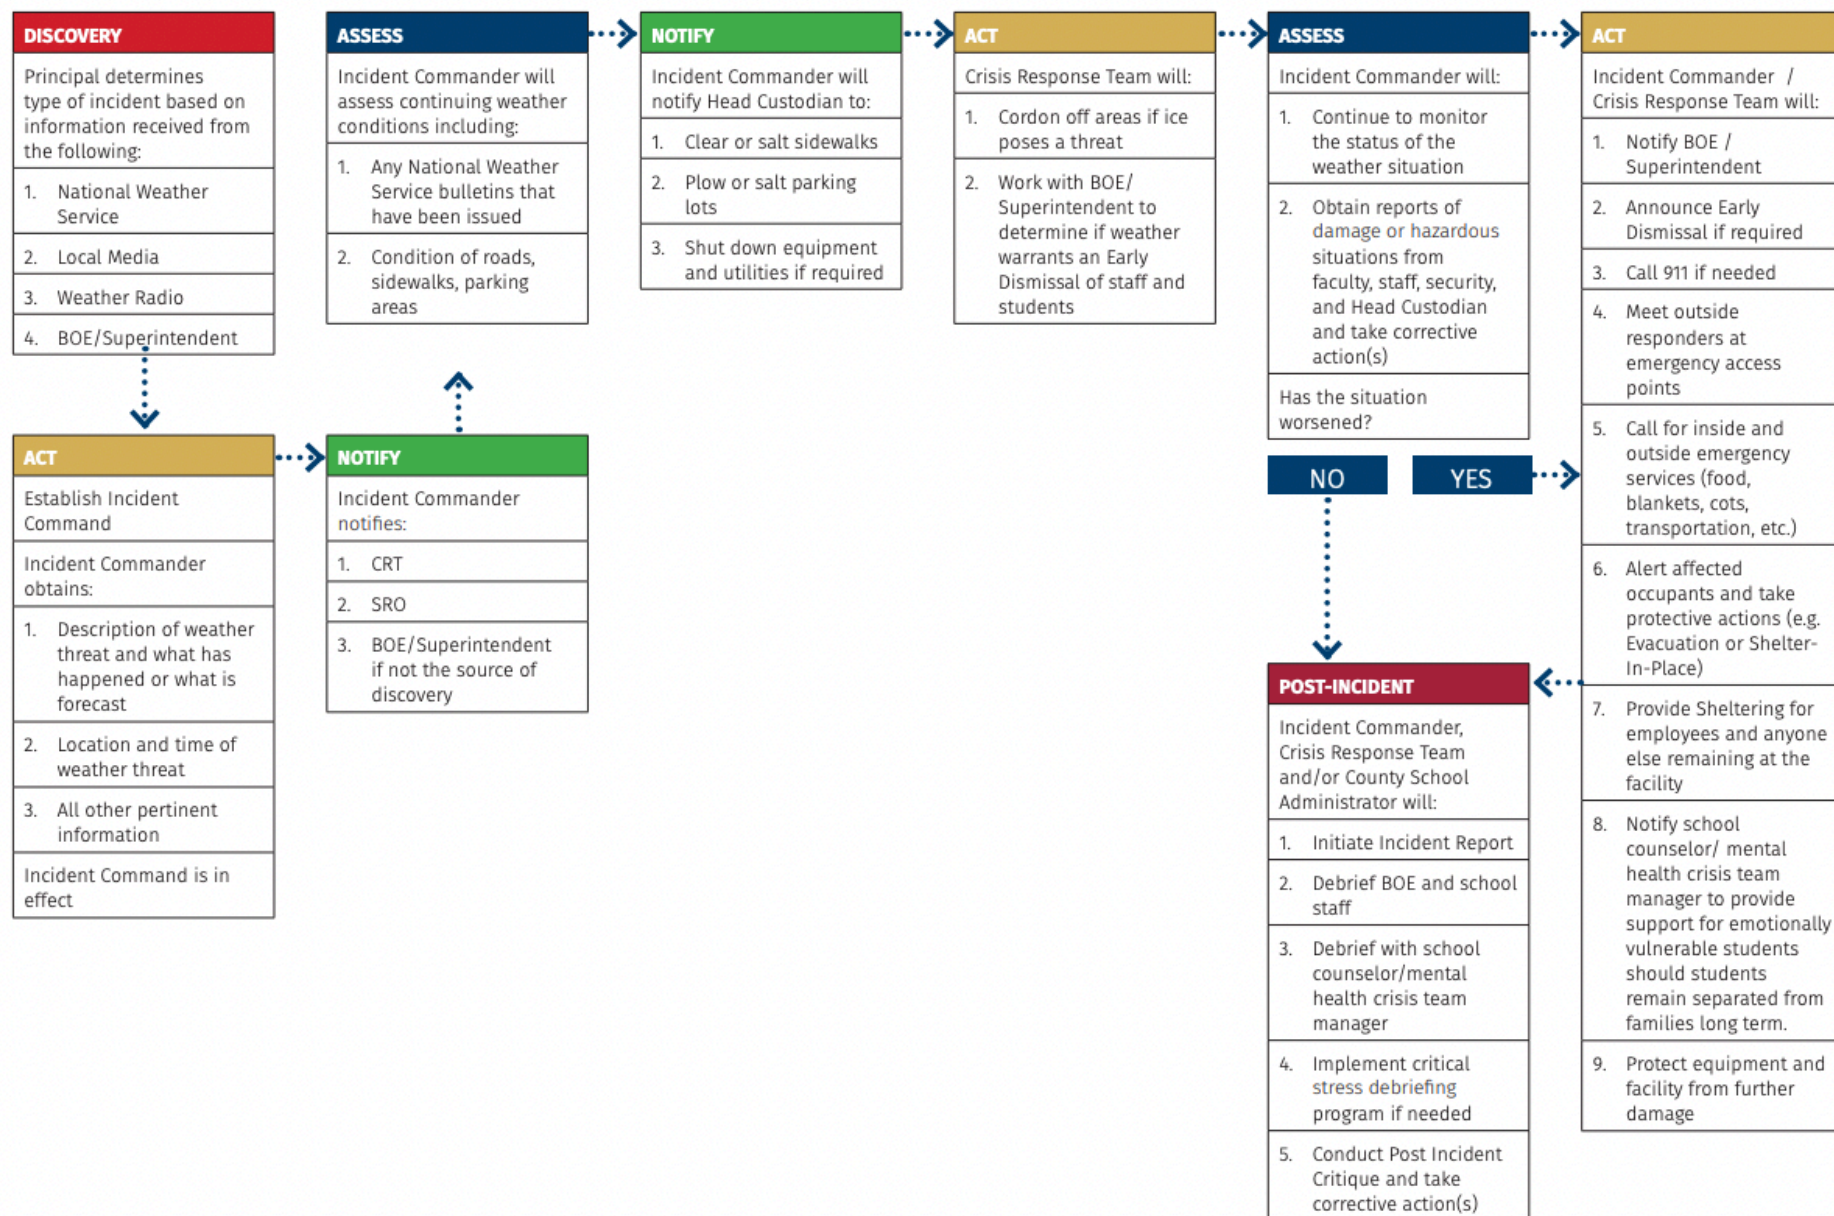 DISCOVERY
Principal determines
type of incident based on
information received from
the following:
1. National Weather
Service
2. Local Media
3. Weather Radio
4. BOE/Superintendent
ACT
Establish Incident
Command
Incident Commander
obtains:
1. Description of weather
threat and what has
happened or what is
forecast
2. Location and time of
weather threat
3. All other pertinent
information
Incident Command is in
effect
NOTIFY
Incident Commander
notifies:
1. CRT
2. SRO
3. BOE/Superintendent
if not the source of
discovery
ASSESS
Incident Commander will
assess continuing weather
conditions including:
1. Any National Weather
Service bulletins that
have been issued
2. Condition of roads,
sidewalks, parking
areas
NOTIFY
Incident Commander will
notify Head Custodian to:
1. Clear or salt sidewalks
2. Plow or salt parking
lots
3. Shut down equipment
and utilities if required
ACT
Crisis Response Team will:
1. Cordon off areas if ice
poses a threat
2. Work with BOE/
Superintendent to
determine if weather
warrants an Early
Dismissal of staff and
students
ASSESS
Incident Commander will:
1. Continue to monitor
the status of the
weather situation
2. Obtain reports of
damage or hazardous
situations from
faculty, staff, security,
and Head Custodian
and take corrective
action(s)
Has the situation
worsened?
NO
YES
ACT
Incident Commander /
Crisis Response Team will:
1. Notify BOE /
Superintendent
2. Announce Early
Dismissal if required
3. Call 911 if needed
4. Meet outside
responders at
emergency access
points
5. Call for inside and
outside emergency
services (food,
blankets, cots,
transportation, etc.)
6. Alert affected
occupants and take
protective actions (e.g.
Evacuation or Shelter-
In-Place)
7. Provide Sheltering for
employees and anyone
else remaining at the
facility
8. Notify school
counselor/ mental
health crisis team
manager to provide
support for emotionally
vulnerable students
should students
remain separated from
families long term.
9. Protect equipment and
facility from further
damage
POST-INCIDENT
Incident Commander,
Crisis Response Team
and/or County School
Administrator will:
1. Initiate Incident Report
2. Debrief BOE and school
staff
3. Debrief with school
counselor/mental
health crisis team
manager
4. Implement critical
stress debriefing
program if needed
5. Conduct Post Incident
Critique and take
corrective action(s)